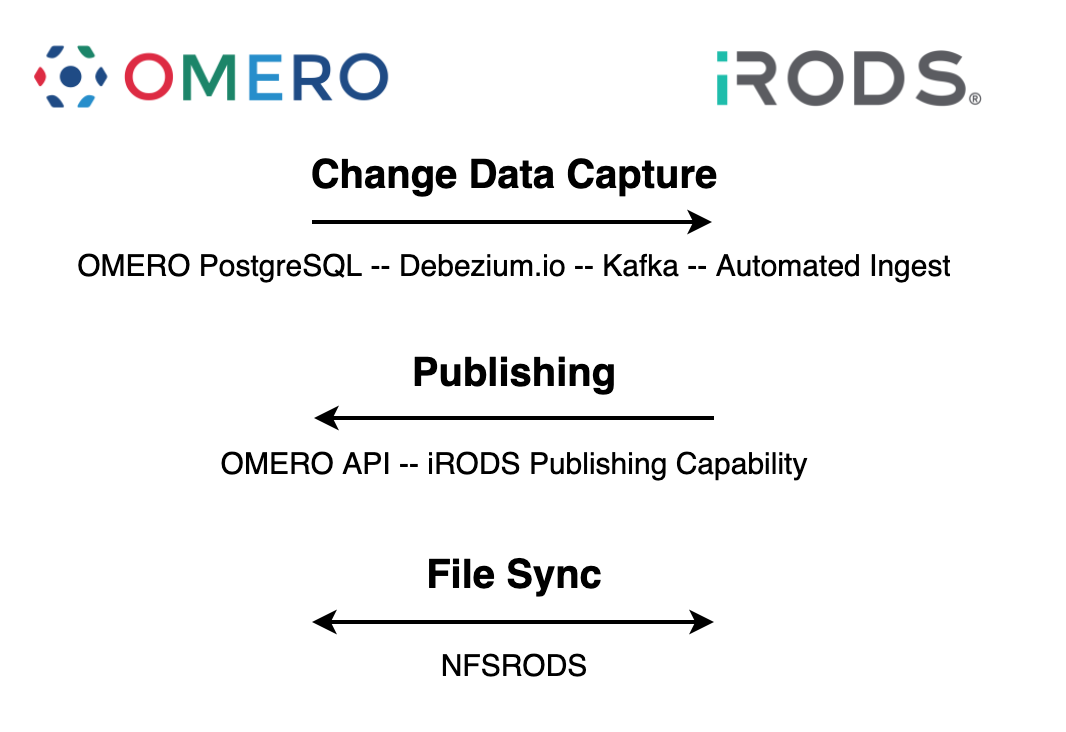 OMERO iRODS®
Change Data Capture
OMERO PostgreSQL -- Debezium.io -- Kafka -- Automated Ingest
Publishing
OMERO API -- iRODS Publishing Capability
File Sync
NFSRODS